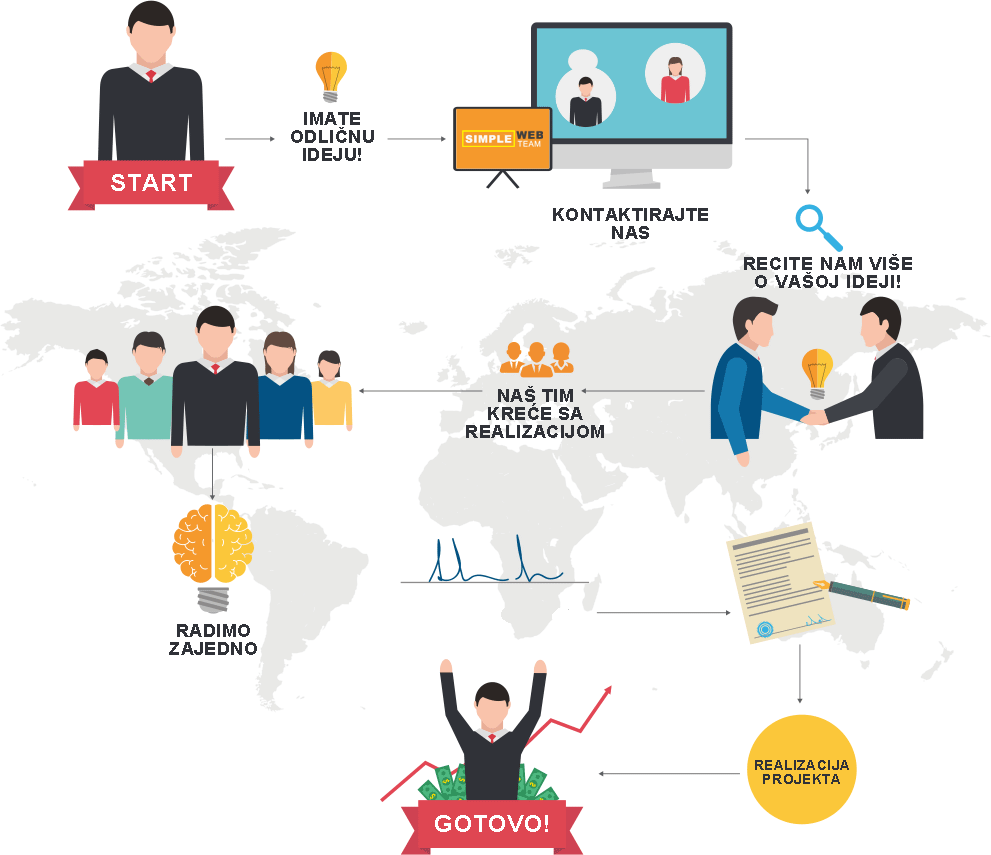 START
IMATE
ODLIČNU
IDEJU!
SIMPLE WEB
TEAM
KONTAKTIRAJTE
NAS
RECITE NAM VIŠE
O VAŠOJ IDEJI!
NAŠ TIM
KREĆE SA
REALIZACIJOM
RADIMO
ZAJEDNO
REALIZACIJA
PROJEKTA
GOTOVO!